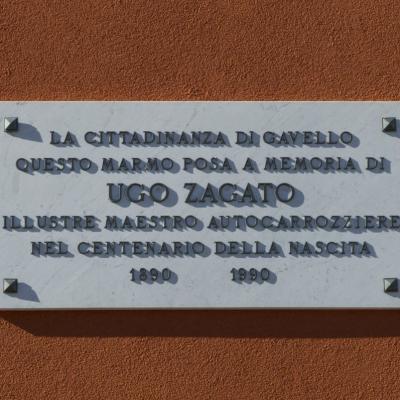 LA CITTADINANZA DI GAVELLO
QUESTO MARMO POSA A MEMORIA DI
UGO ZAGATO
ILLUSTRE MAESTRO AUTOCARROZZIERE
NEL CENTENARIO DELLA NASCITA
1890 1990